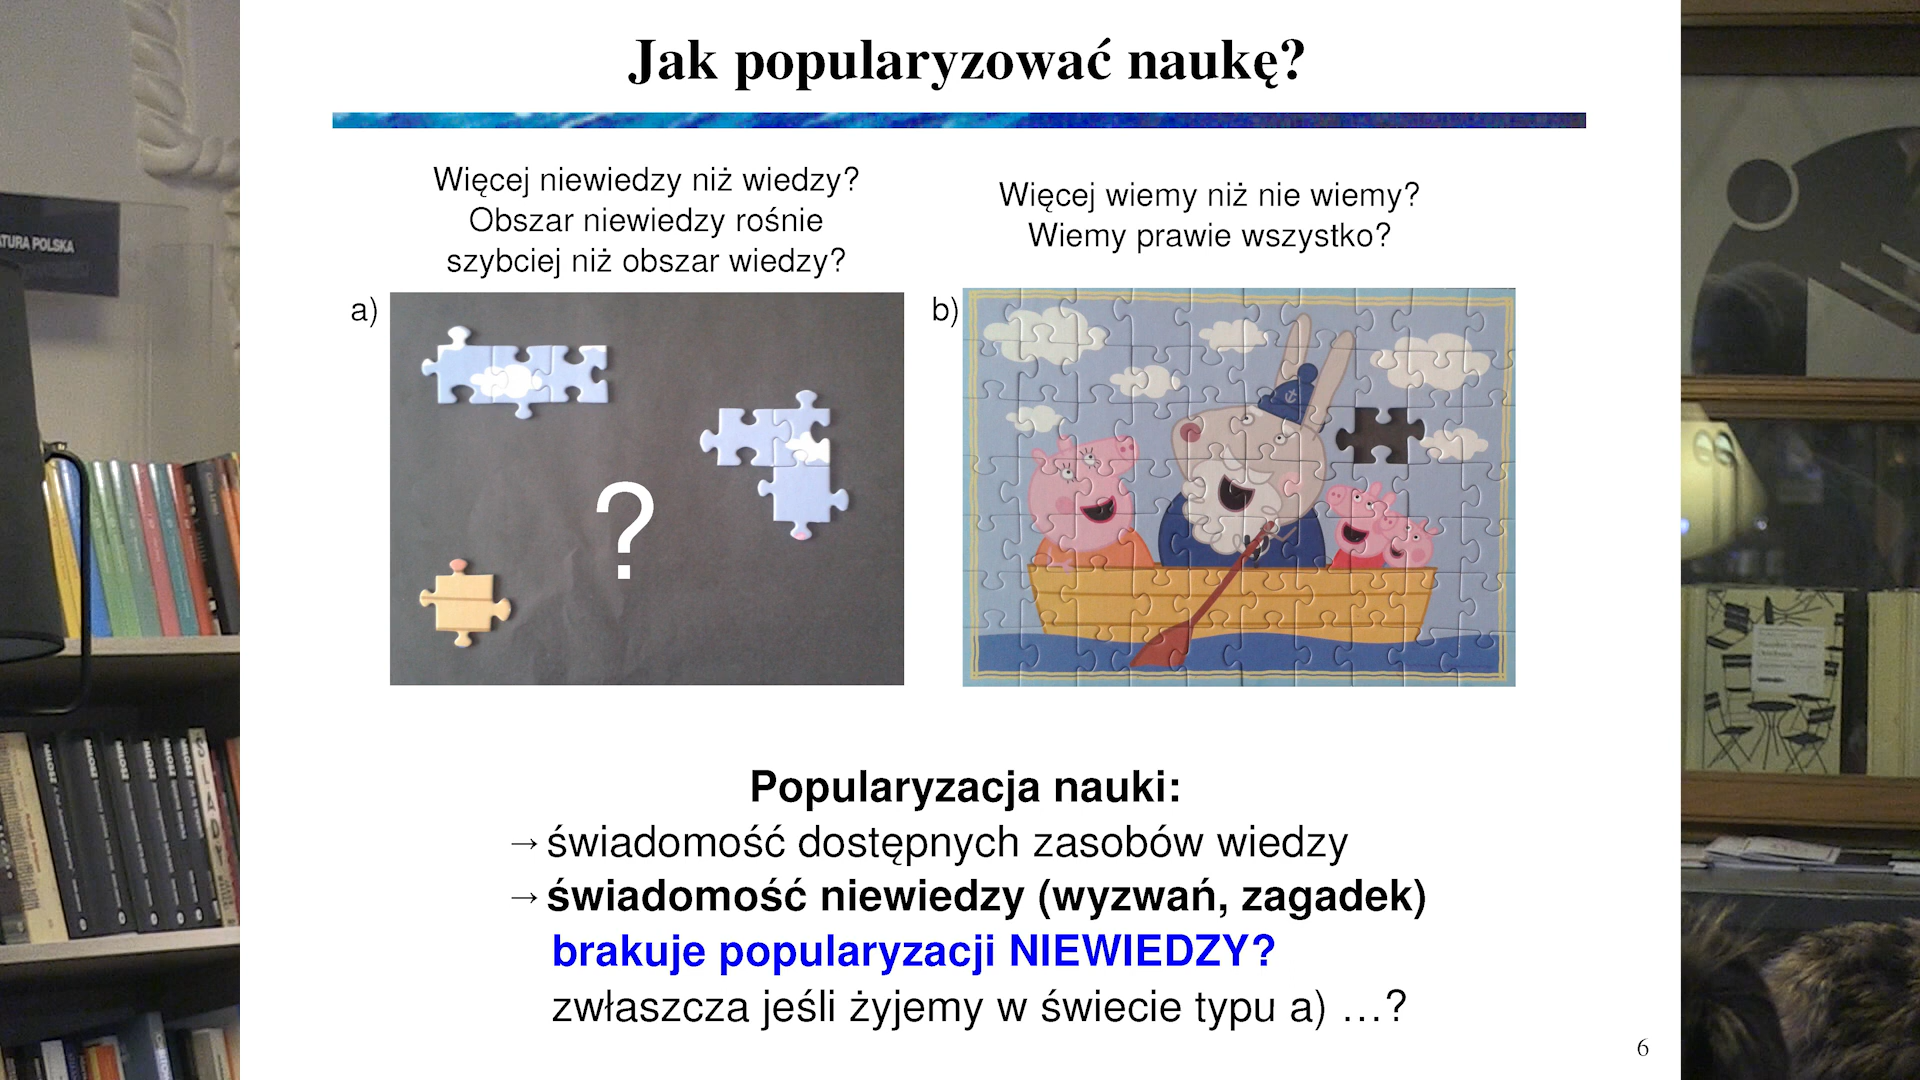 Jak popularyzować naukę?
Więcej niewiedzy niż wiedzy?
Obszar niewiedzy rośnie
szybciej niż obszar wiedzy?
Więcej wiemy niż nie wiemy?
Wiemy prawie wszystko?
a)
b)
?
Popularyzacja nauki:
→ świadomość dostępnych zasobów wiedzy
→ świadomość niewiedzy (wyzwań, zagadek)
brakuje popularyzacji NIEWIEDZY?
zwłaszcza jeśli żyjemy w świecie typu a) …?
6
POLSKA